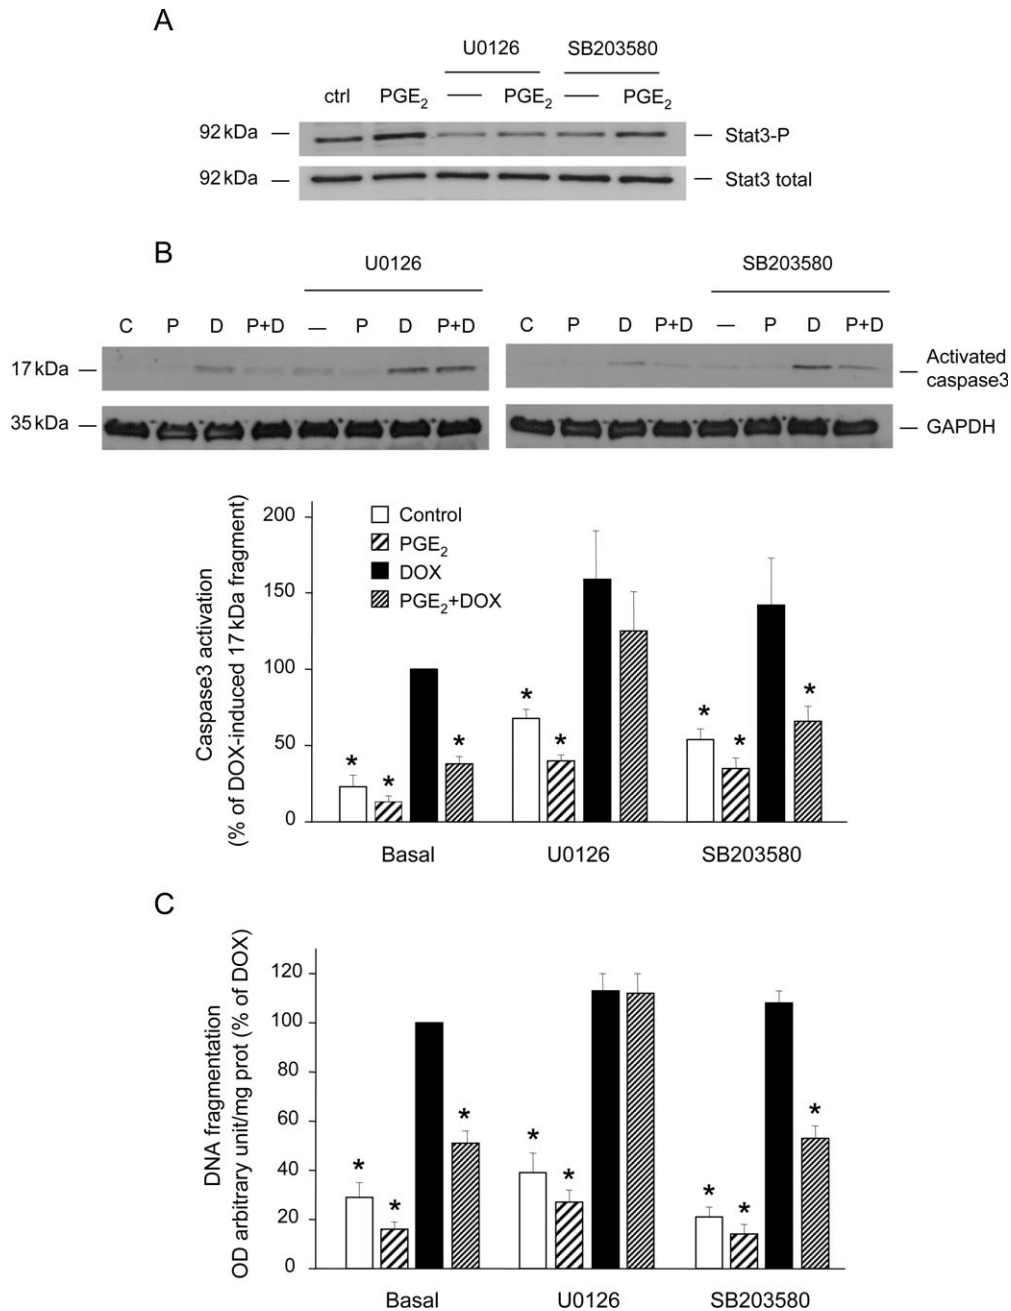 A
U0126 SB203580
ctrl PGE2 — PGE2 — PGE2
92 kDa — — Stat3-P
92 kDa — — Stat3 total
B
U0126 SB203580
C P D P+D — P D P+D C P D P+D — P D P+D
17 kDa — — Activated caspase3
35 kDa — — GAPDH
Caspase3 activation
(% of DOX-induced 17 kDa fragment)
200
150
100
50
0
Control
PGE2
DOX
PGE2+DOX
* * * * * * * *
*
Basal U0126 SB203580
C
DNA fragmentation
OD arbitrary unit/mg prot (% of DOX)
120
100
80
60
40
20
0
* * * * * * * *
Basal U0126 SB203580